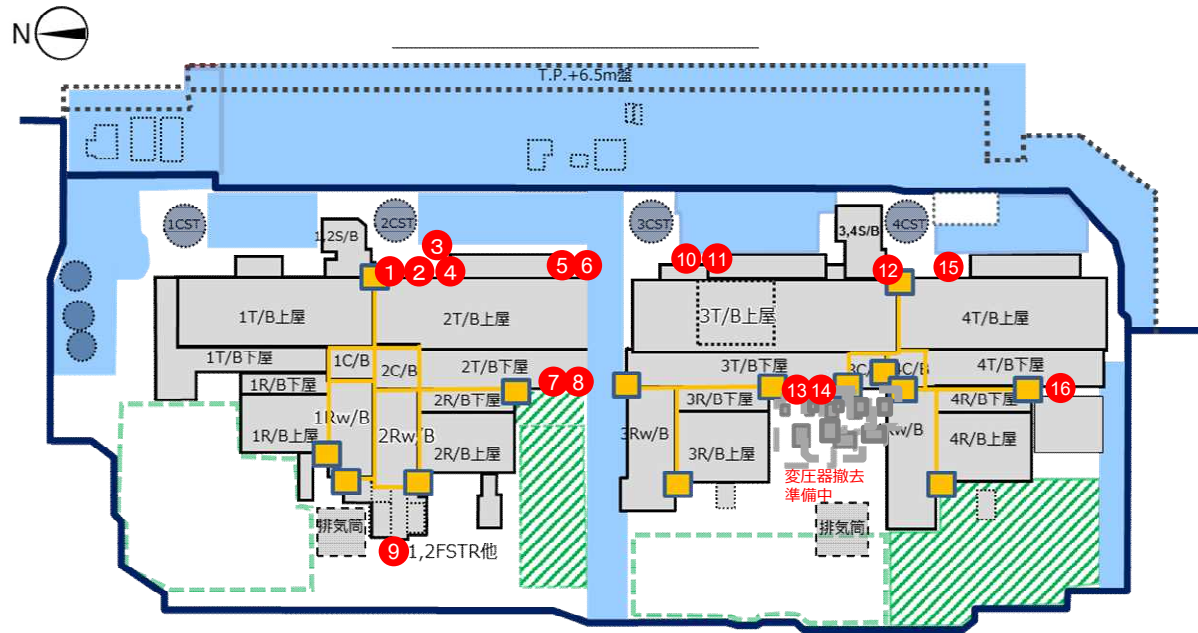 N
T.P.+6.5m盤
1CST
1,2S/B
2CST
3CST
3,4S/B
4CST
3
1
2
4
5
6
10
11
12
15
1T/B上屋
2T/B上屋
3T/B上屋
4T/B上屋
1T/B下屋
1C/B
2C/B
2T/B下屋
3T/B下屋
4T/B下屋
1R/B下屋
7
8
13
14
16
2R/B下屋
3R/B下屋
4R/B下屋
1Rw/B
2Rw/B
1R/B上屋
2R/B上屋
3Rw/B
3R/B上屋
4R/B上屋
変圧器撤去
準備中
排気筒
排気筒
9
1,2FSTR他